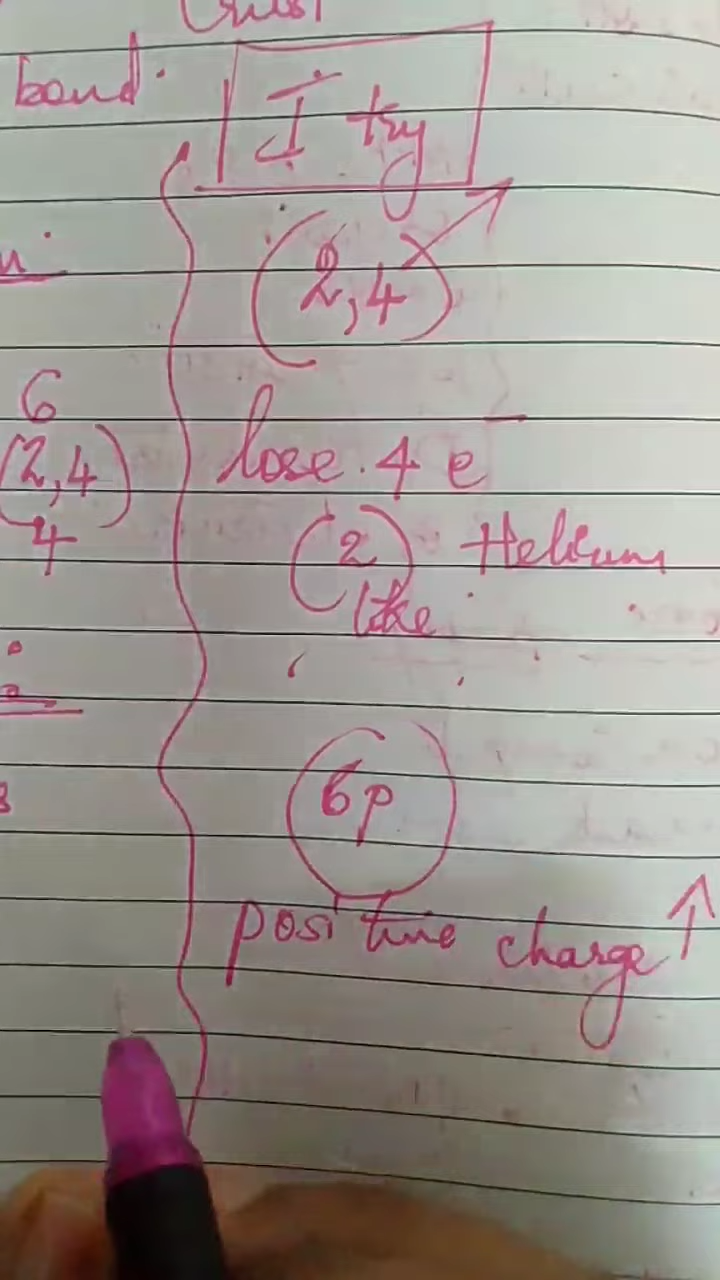 bond.
I try
(2,4)
6
(2,4)
4
lose 4 e
(2) Helium
like
6p
positive charge ↑